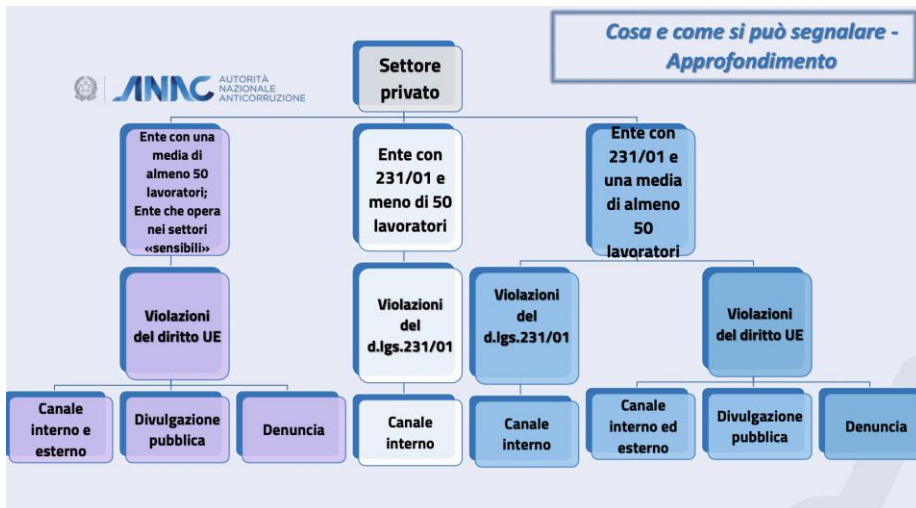 Cosa e come si può segnalare -
Approfondimento
ANAC
AUTORITÀ
NAZIONALE
ANTICORRUZIONE
Settore
privato
Ente con una
media di
almeno 50
lavoratori;
Ente che opera
nei settori
«sensibili»
Ente con
231/01 e
meno di 50
lavoratori
Ente con
231/01 e
una media
di almeno
50
lavoratori
Violazioni
del diritto UE
Violazioni
del
d.lgs.231/01
Violazioni
del
d.lgs.231/01
Violazioni
del diritto UE
Canale
interno e
esterno
Divulgazione
pubblica
Denuncia
Canale
interno
Canale
interno
Canale
interno ed
esterno
Divulgazione
pubblica
Denuncia